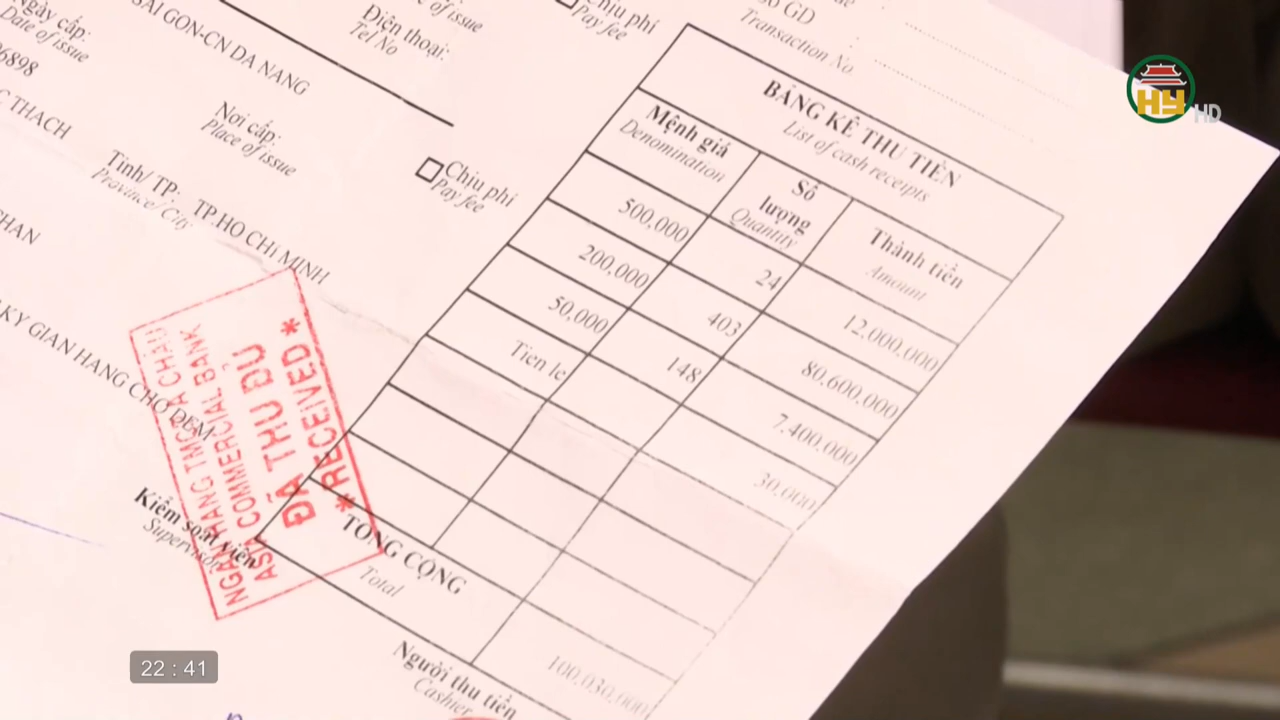 Ngày cấp:
Date of issue
SAI GON-CN DA NANG
Điện thoại:
Tel No
of issue
Chịu phí
Pay fee
GD
Transaction No
6898
THACH
Nơi cấp:
Place of issue
Chịu phí
Pay fee
Tỉnh/ TP:
TP.HO CHI MINH
Province/ City
HAN
KY GIAN HANG CHO DEM
BẢNG KÊ THU TIỀN
List of cash receipts
Mệnh giá
Denomination
Số lượng
Quantity
Thành tiền
Amount
500,000 24 12,000,000
200,000 403 80,600,000
50,000 148 7,400,000
Tien le 30,000
TỔNG CỘNG
Total
100,030,000
NGÂN HÀNG TMCP Á CHÂU
ASIA COMMERCIAL BANK
ĐÃ THU ĐỦ
* RECEIVED *
Kiểm soát viên
Supervisor
Người thu tiền
Cashier
HY HD
22 : 41